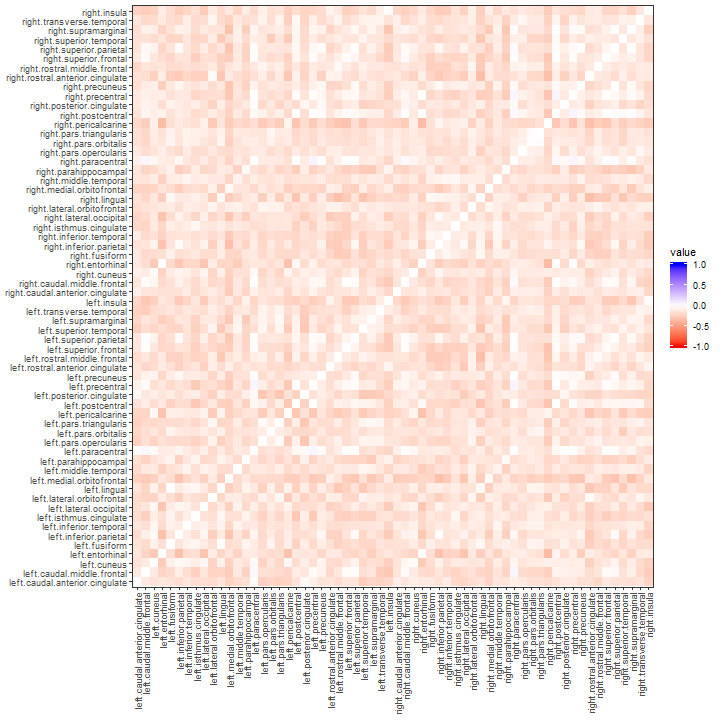 right.insula
right.transverse.temporal
right.supramarginal
right.superior.temporal
right.superior.parietal
right.superior.frontal
right.rostral.middle.frontal
right.rostral.anterior.cingulate
right.precuneus
right.precentral
right.posterior.cingulate
right.postcentral
right.pericalcarine
right.pars.triangularis
right.pars.orbitalis
right.pars.opercularis
right.paracentral
right.parahippocampal
right.middle.temporal
right.medial.orbitofrontal
right.lingual
right.lateral.orbitofrontal
right.lateral.occipital
right.isthmus.cingulate
right.inferior.temporal
right.inferior.parietal
right.fusiform
right.entorhinal
right.cuneus
right.caudal.middle.frontal
right.caudal.anterior.cingulate
left.insula
left.transverse.temporal
left.supramarginal
left.superior.temporal
left.superior.parietal
left.superior.frontal
left.rostral.middle.frontal
left.rostral.anterior.cingulate
left.precuneus
left.precentral
left.posterior.cingulate
left.postcentral
left.pericalcarine
left.pars.triangularis
left.pars.orbitalis
left.pars.opercularis
left.paracentral
left.parahippocampal
left.middle.temporal
left.medial.orbitofrontal
left.lingual
left.lateral.orbitofrontal
left.lateral.occipital
left.isthmus.cingulate
left.inferior.temporal
left.inferior.parietal
left.fusiform
left.entorhinal
left.cuneus
left.caudal.middle.frontal
left.caudal.anterior.cingulate
value
1.0
0.5
0.0
-0.5
-1.0
left.caudal.anterior.cingulate
left.caudal.middle.frontal
left.cuneus
left.entorhinal
left.fusiform
left.inferior.parietal
left.inferior.temporal
left.isthmus.cingulate
left.lateral.occipital
left.lateral.orbitofrontal
left.lingual
left.medial.orbitofrontal
left.middle.temporal
left.parahippocampal
left.paracentral
left.pars.opercularis
left.pars.orbitalis
left.pars.triangularis
left.pericalcarine
left.postcentral
left.posterior.cingulate
left.precentral
left.precuneus
left.rostral.anterior.cingulate
left.rostral.middle.frontal
left.superior.frontal
left.superior.parietal
left.superior.temporal
left.supramarginal
left.transverse.temporal
left.insula
right.caudal.anterior.cingulate
right.caudal.middle.frontal
right.cuneus
right.entorhinal
right.fusiform
right.inferior.parietal
right.inferior.temporal
right.isthmus.cingulate
right.lateral.occipital
right.lateral.orbitofrontal
right.lingual
right.medial.orbitofrontal
right.middle.temporal
right.parahippocampal
right.paracentral
right.pars.opercularis
right.pars.orbitalis
right.pars.triangularis
right.pericalcarine
right.postcentral
right.posterior.cingulate
right.precentral
right.precuneus
right.rostral.anterior.cingulate
right.rostral.middle.frontal
right.superior.frontal
right.superior.parietal
right.superior.temporal
right.supramarginal
right.transverse.temporal
right.insula